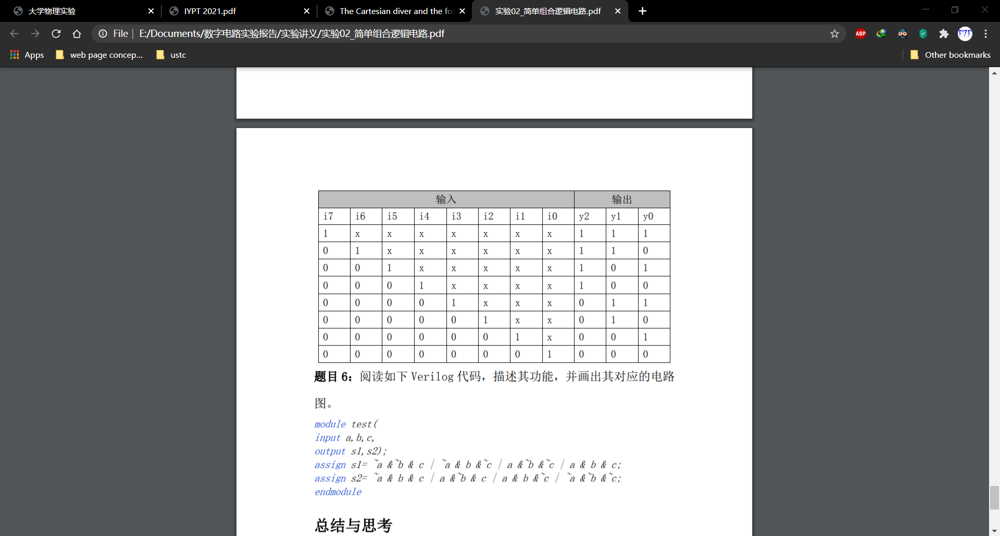 大学物理实验
IYPT 2021.pdf
The Cartesian diver and the fo
实验02_简单组合逻辑电路.pdf
File E:/Documents/数字电路实验报告/实验讲义/实验02_简单组合逻辑电路.pdf
ABP
FZF
Apps
web page concep...
ustc
Other bookmarks
输入 输出
i7 i6 i5 i4 i3 i2 i1 i0 y2 y1 y0
1 x x x x x x x 1 1 1
0 1 x x x x x x 1 1 0
0 0 1 x x x x x 1 0 1
0 0 0 1 x x x x 1 0 0
0 0 0 0 1 x x x 0 1 1
0 0 0 0 0 1 x x 0 1 0
0 0 0 0 0 0 1 x 0 0 1
0 0 0 0 0 0 0 1 0 0 0
题目 6：阅读如下 Verilog 代码，描述其功能，并画出其对应的电路
图。
module test(
input a,b,c,
output s1,s2);
assign s1= ~a &~b & c | ~a & b &~c | a &~b &~c | a & b & c;
assign s2= ~a & b & c | a &~b & c | a & b &~c | ~a &~b &~c;
endmodule
总结与思考